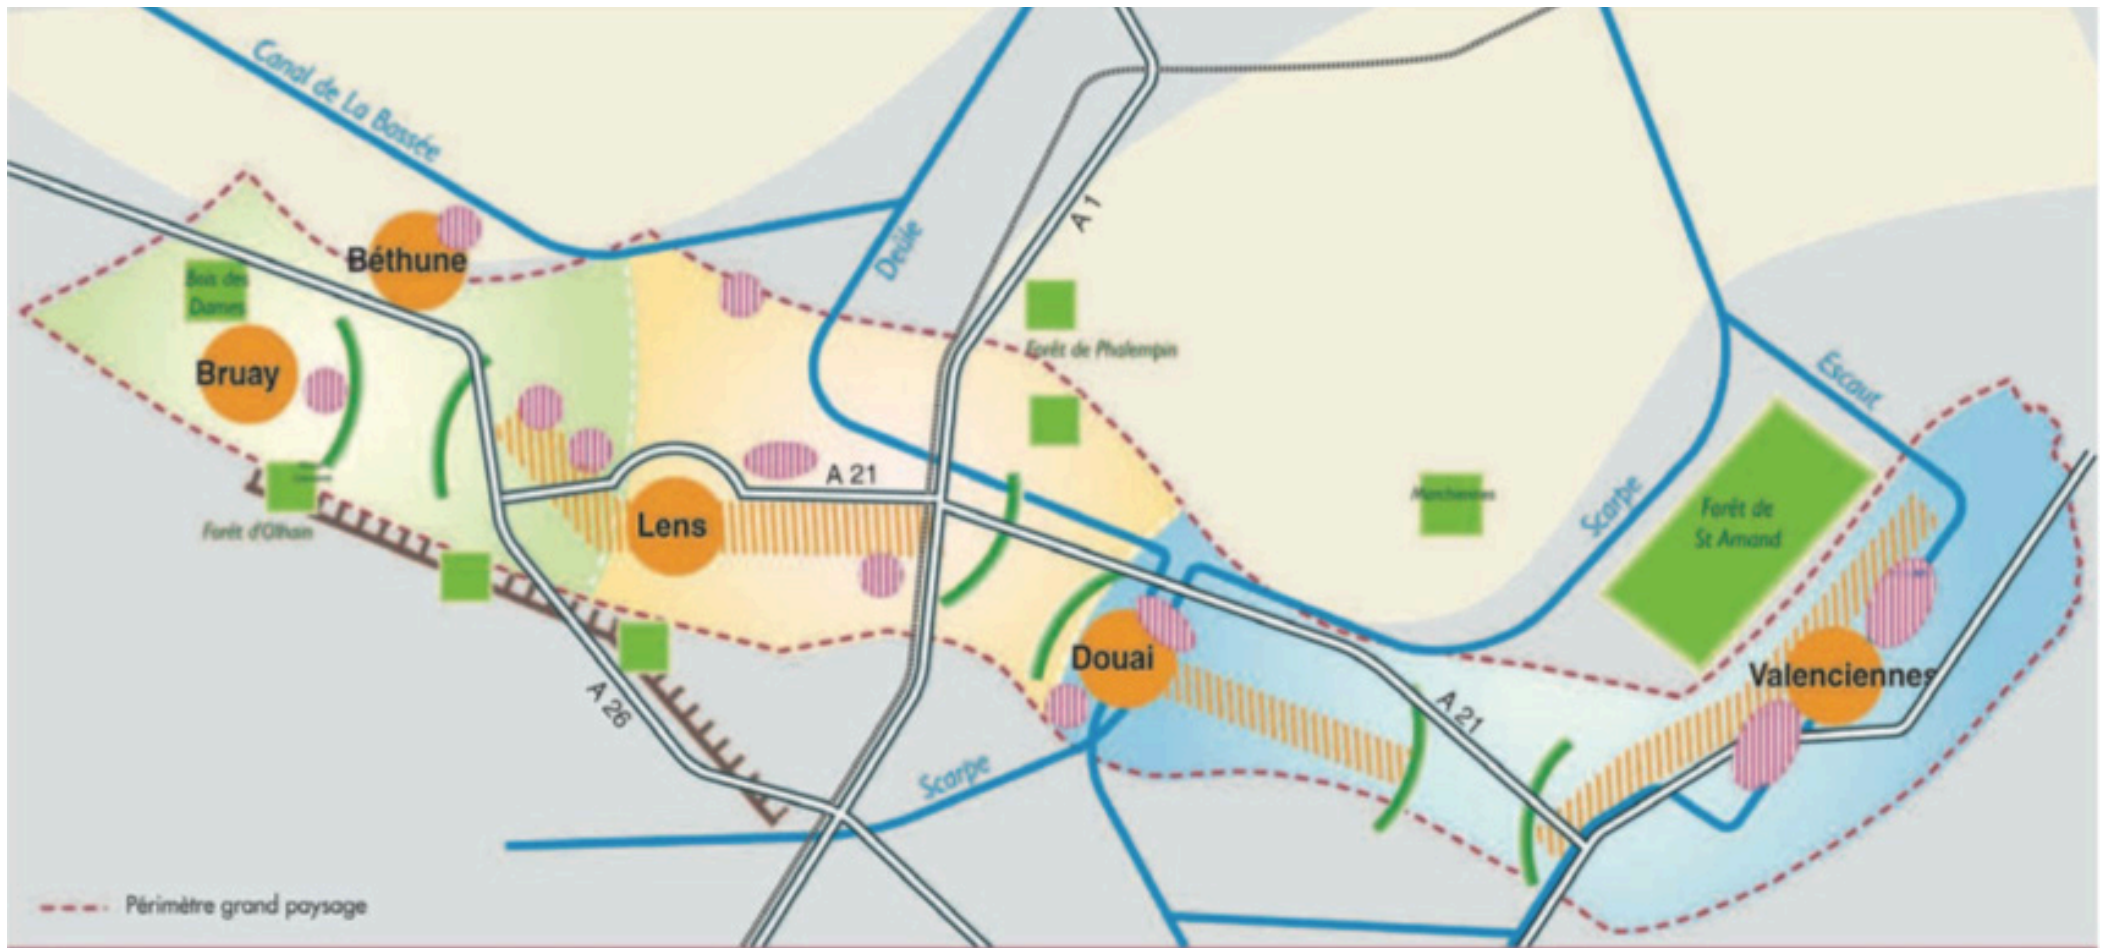 Canal de La Bassée
A 1
Deûle
Béthune
Bois des
Dames
Forêt de Phalempin
Escaut
Bruay
A 21
Marchiennes
Scarpe
Forêt de
St Amand
Lens
Forêt d'Olhain
Douai
Valenciennes
A 26
A 21
Scarpe
Périmètre grand paysage